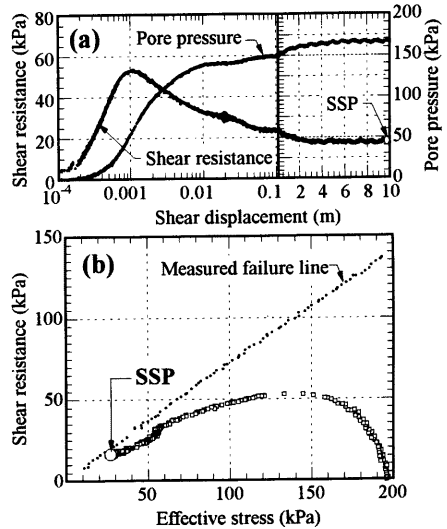 (a)
Pore pressure
SSP
Shear resistance
Shear resistance (kPa)
80
60
40
20
0
Pore pressure (kPa)
200
150
100
50
0
10⁻⁴ 0.001 0.01 0.1 2 4 6 8 10
Shear displacement (m)
(b)
Measured failure line
SSP
Shear resistance (kPa)
150
100
50
0
50 100 150 200
Effective stress (kPa)